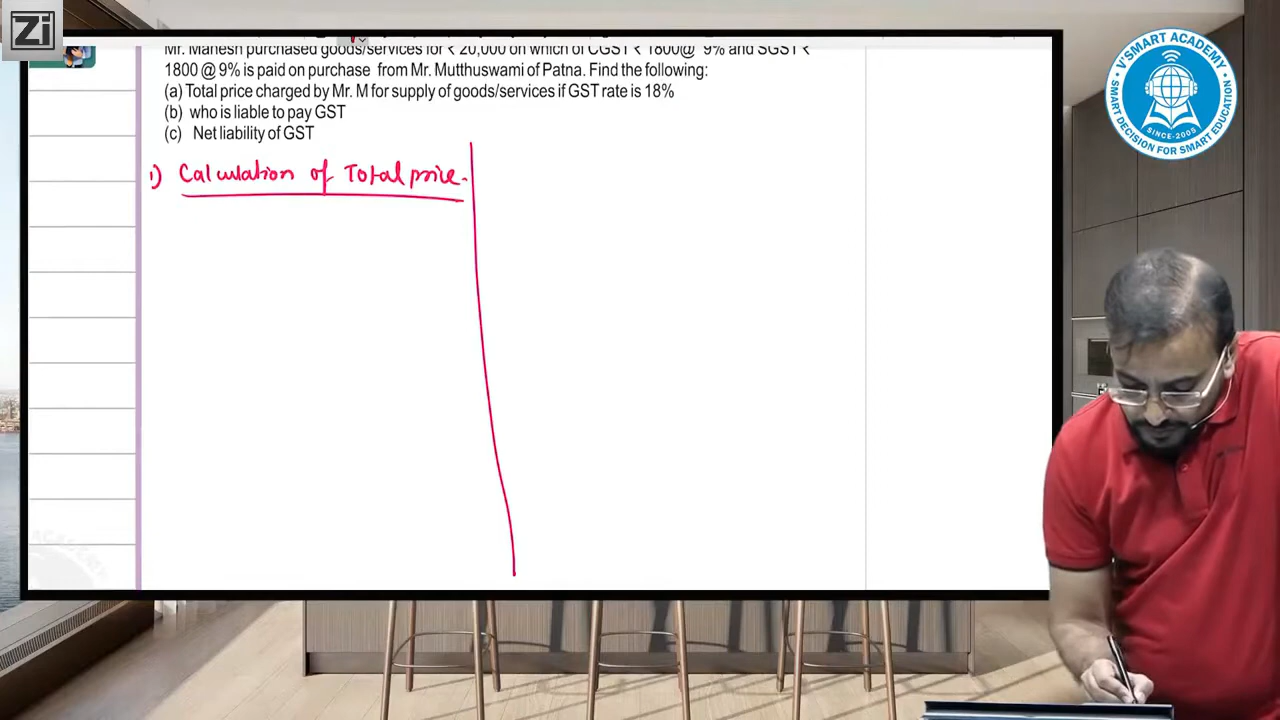 Zi
Mr. Mahesh purchased goods/services for ₹ 20,000 on which of CGST ₹ 1800@ 9% and SGST ₹
1800 @ 9% is paid on purchase from Mr. Mutthuswami of Patna. Find the following:
(a) Total price charged by Mr. M for supply of goods/services if GST rate is 18%
(b) who is liable to pay GST
(c) Net liability of GST
1) Calculation of Total price.
V'SMART ACADEMY
SINCE-2009
SMART DECISION FOR SMART EDUCATION